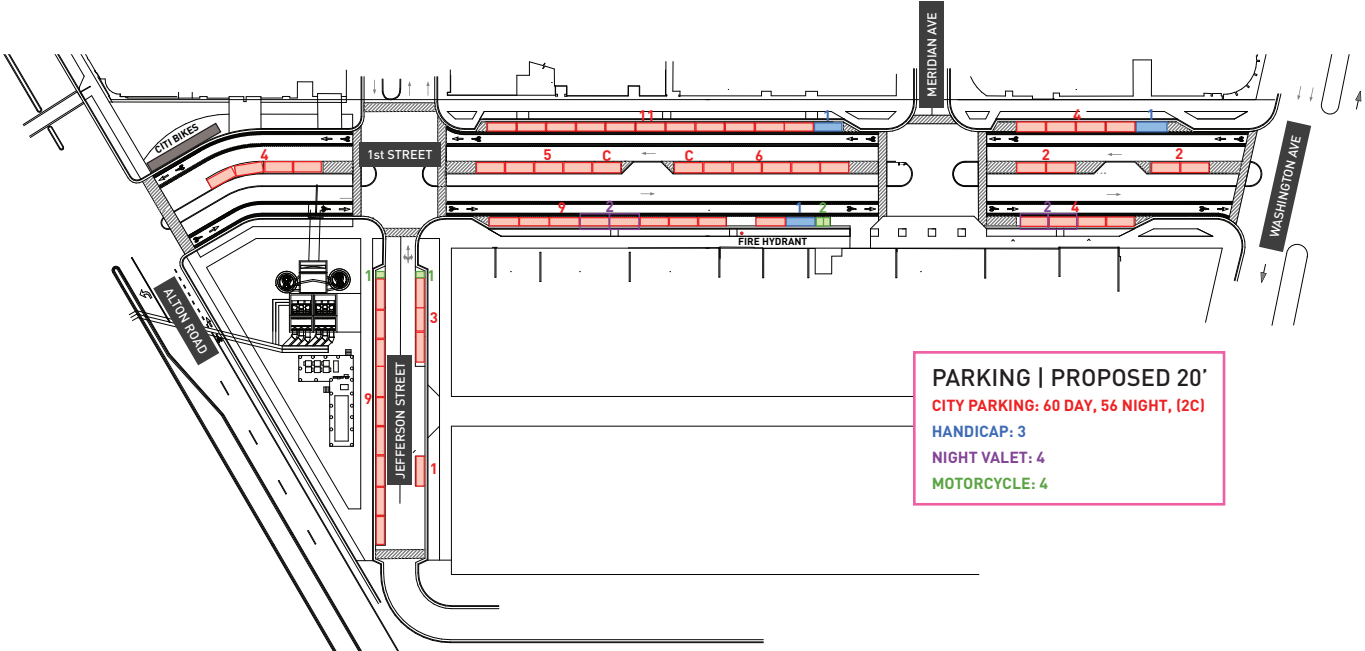 MERIDIAN AVE
11
1
4
1
CITI BIKES
4
1st STREET
5
C
C
6
2
2
WASHINGTON AVE
9
2
1
2
2
4
FIRE HYDRANT
1
1
ALTON ROAD
3
JEFFERSON STREET
9
1
PARKING | PROPOSED 20'
CITY PARKING: 60 DAY, 56 NIGHT, (2C)
HANDICAP: 3
NIGHT VALET: 4
MOTORCYCLE: 4